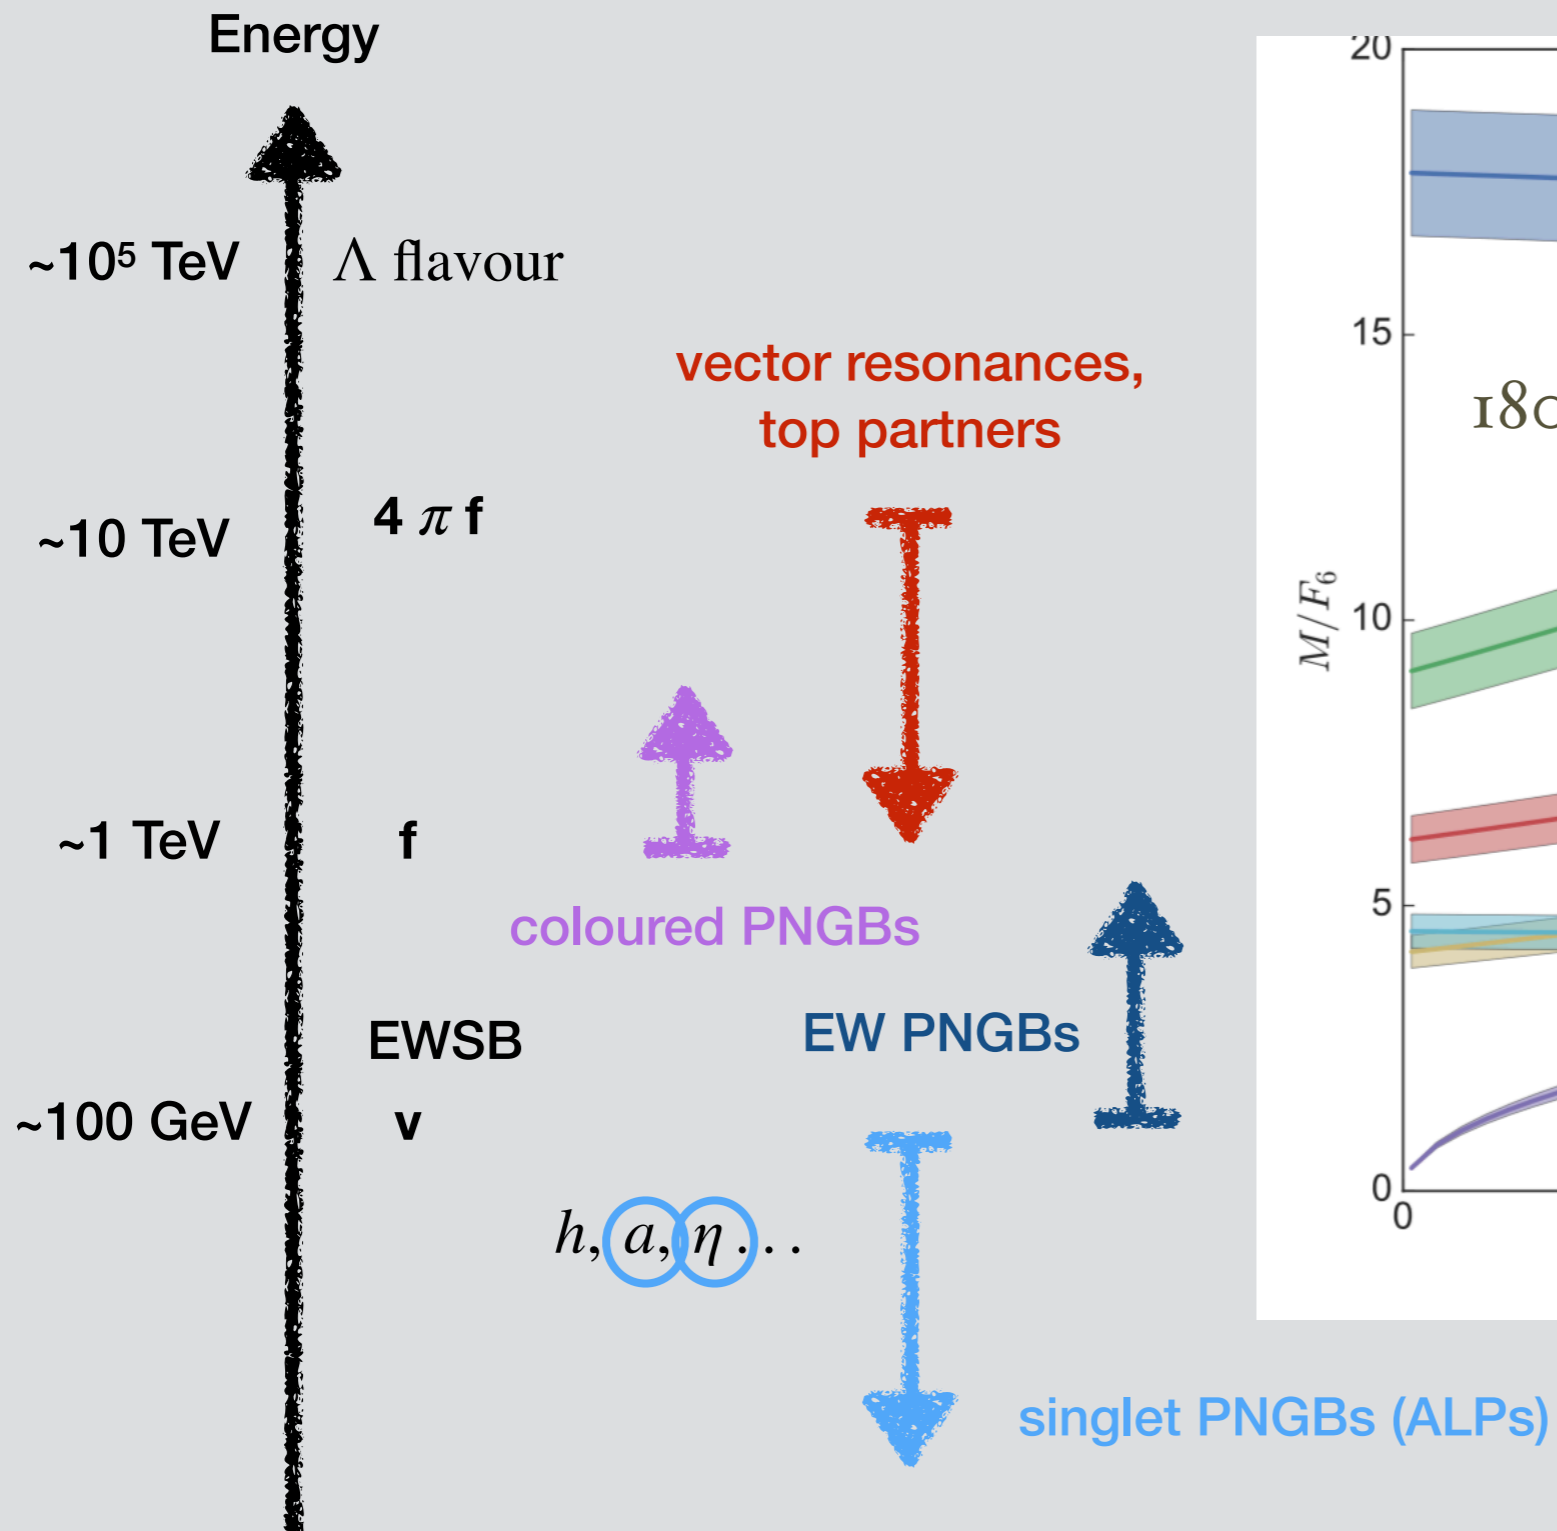 Energy
~10⁵ TeV
Λ flavour
vector resonances,
top partners
~10 TeV
4 π f
~1 TeV
f
coloured PNGBs
EWSB
EW PNGBs
~100 GeV
v
h, a, η ...
singlet PNGBs (ALPs)
20
15
180
M/F₆
10
5
0
0